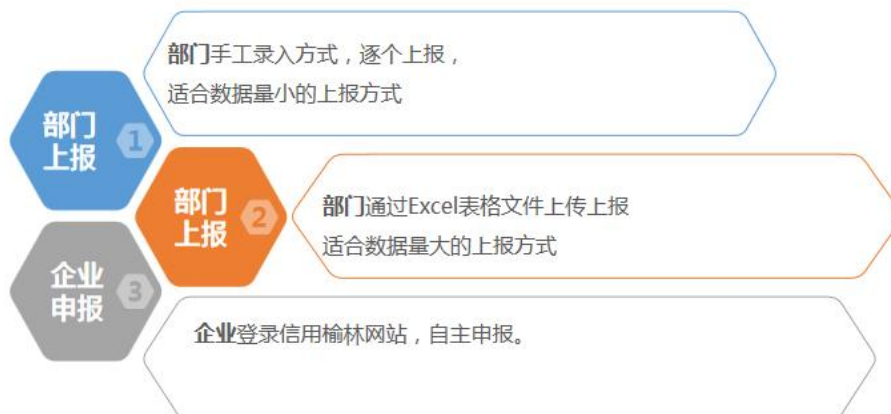 部门
上报
1
部门手工录入方式，逐个上报，
适合数据量小的上报方式
部门
上报
2
部门通过Excel表格文件上传上报
适合数据量大的上报方式
企业
申报
3
企业登录信用榆林网站，自主申报。